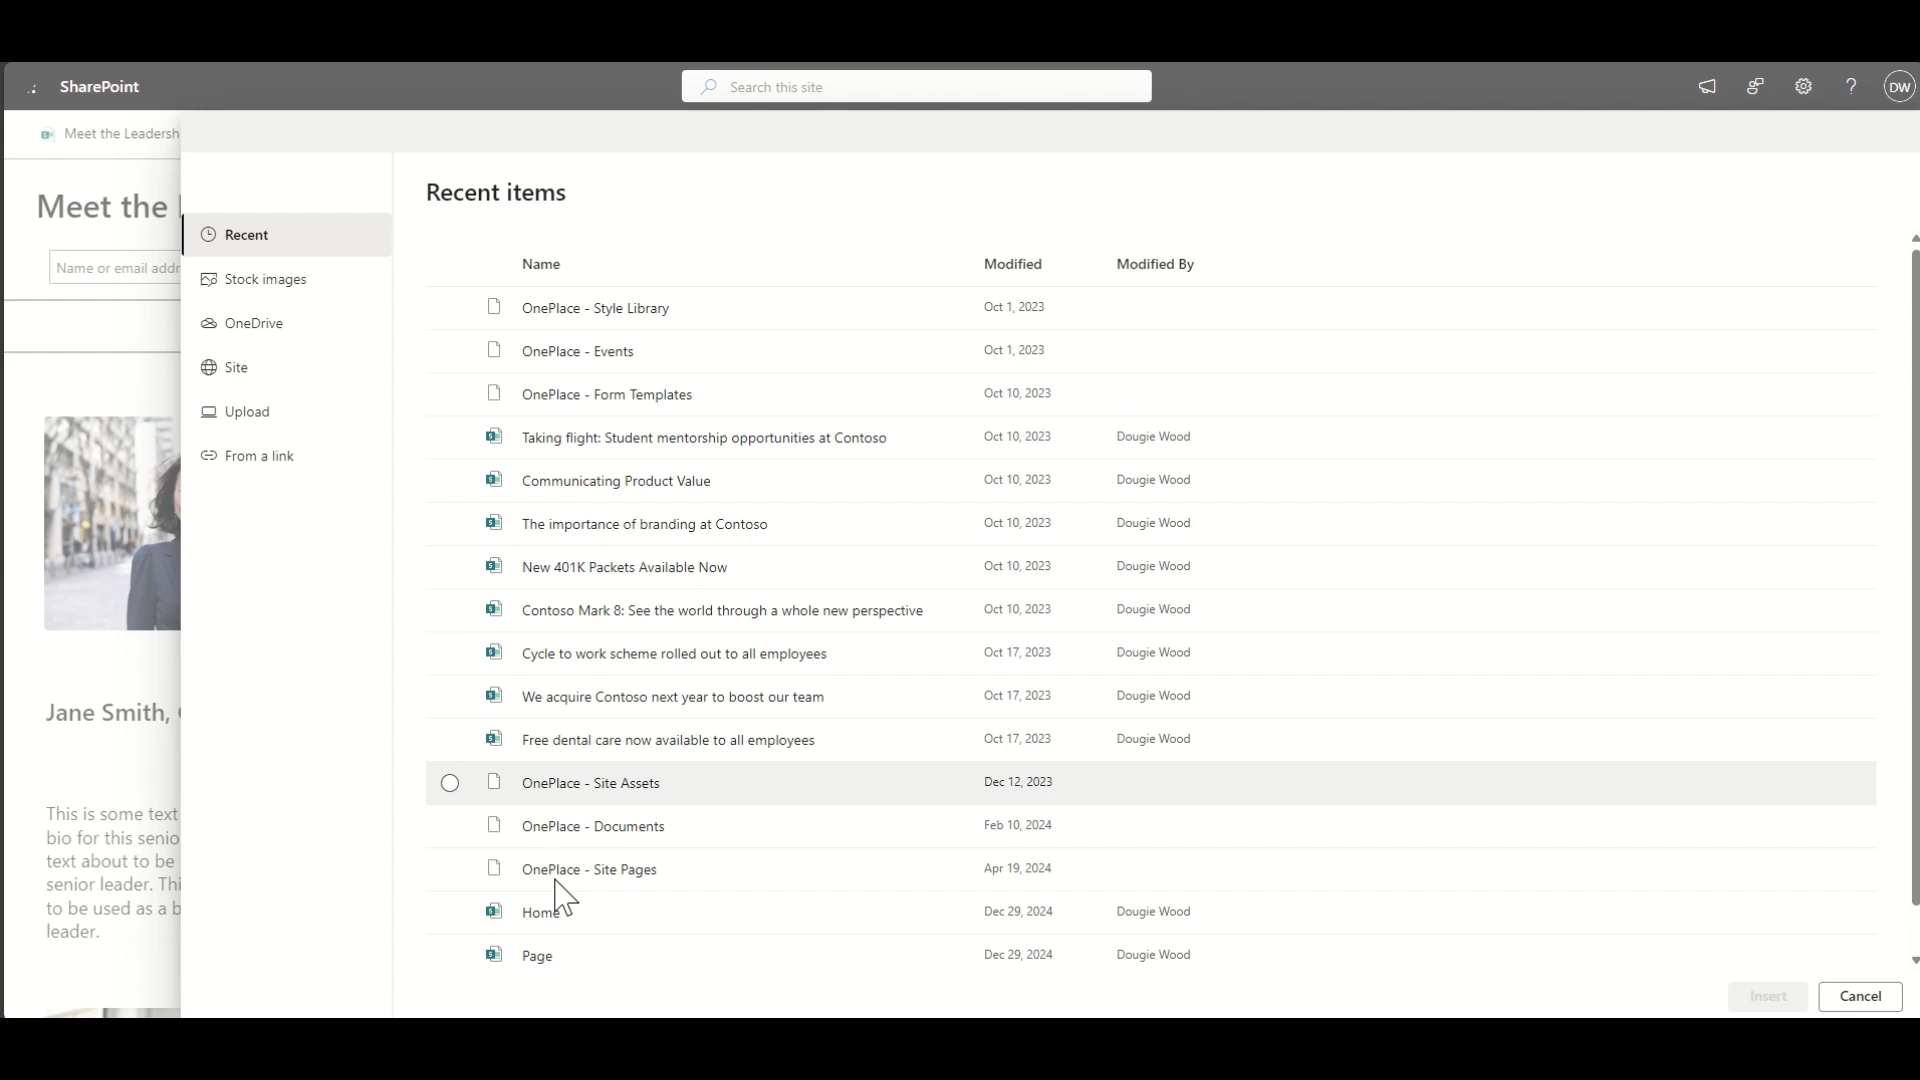 SharePoint
Search this site
DW
Meet the Leadersh
Meet the
Name or email addr
Jane Smith,
This is some text
bio for this senio
text about to be
senior leader. Thi
to be used as a b
leader.
Recent
Stock images
OneDrive
Site
Upload
From a link
Recent items
Name Modified Modified By
OnePlace - Style Library Oct 1, 2023
OnePlace - Events Oct 1, 2023
OnePlace - Form Templates Oct 10, 2023
Taking flight: Student mentorship opportunities at Contoso Oct 10, 2023 Dougie Wood
Communicating Product Value Oct 10, 2023 Dougie Wood
The importance of branding at Contoso Oct 10, 2023 Dougie Wood
New 401K Packets Available Now Oct 10, 2023 Dougie Wood
Contoso Mark 8: See the world through a whole new perspective Oct 10, 2023 Dougie Wood
Cycle to work scheme rolled out to all employees Oct 17, 2023 Dougie Wood
We acquire Contoso next year to boost our team Oct 17, 2023 Dougie Wood
Free dental care now available to all employees Oct 17, 2023 Dougie Wood
OnePlace - Site Assets Dec 12, 2023
OnePlace - Documents Feb 10, 2024
OnePlace - Site Pages Apr 19, 2024
Home Dec 29, 2024 Dougie Wood
Page Dec 29, 2024 Dougie Wood
Insert Cancel